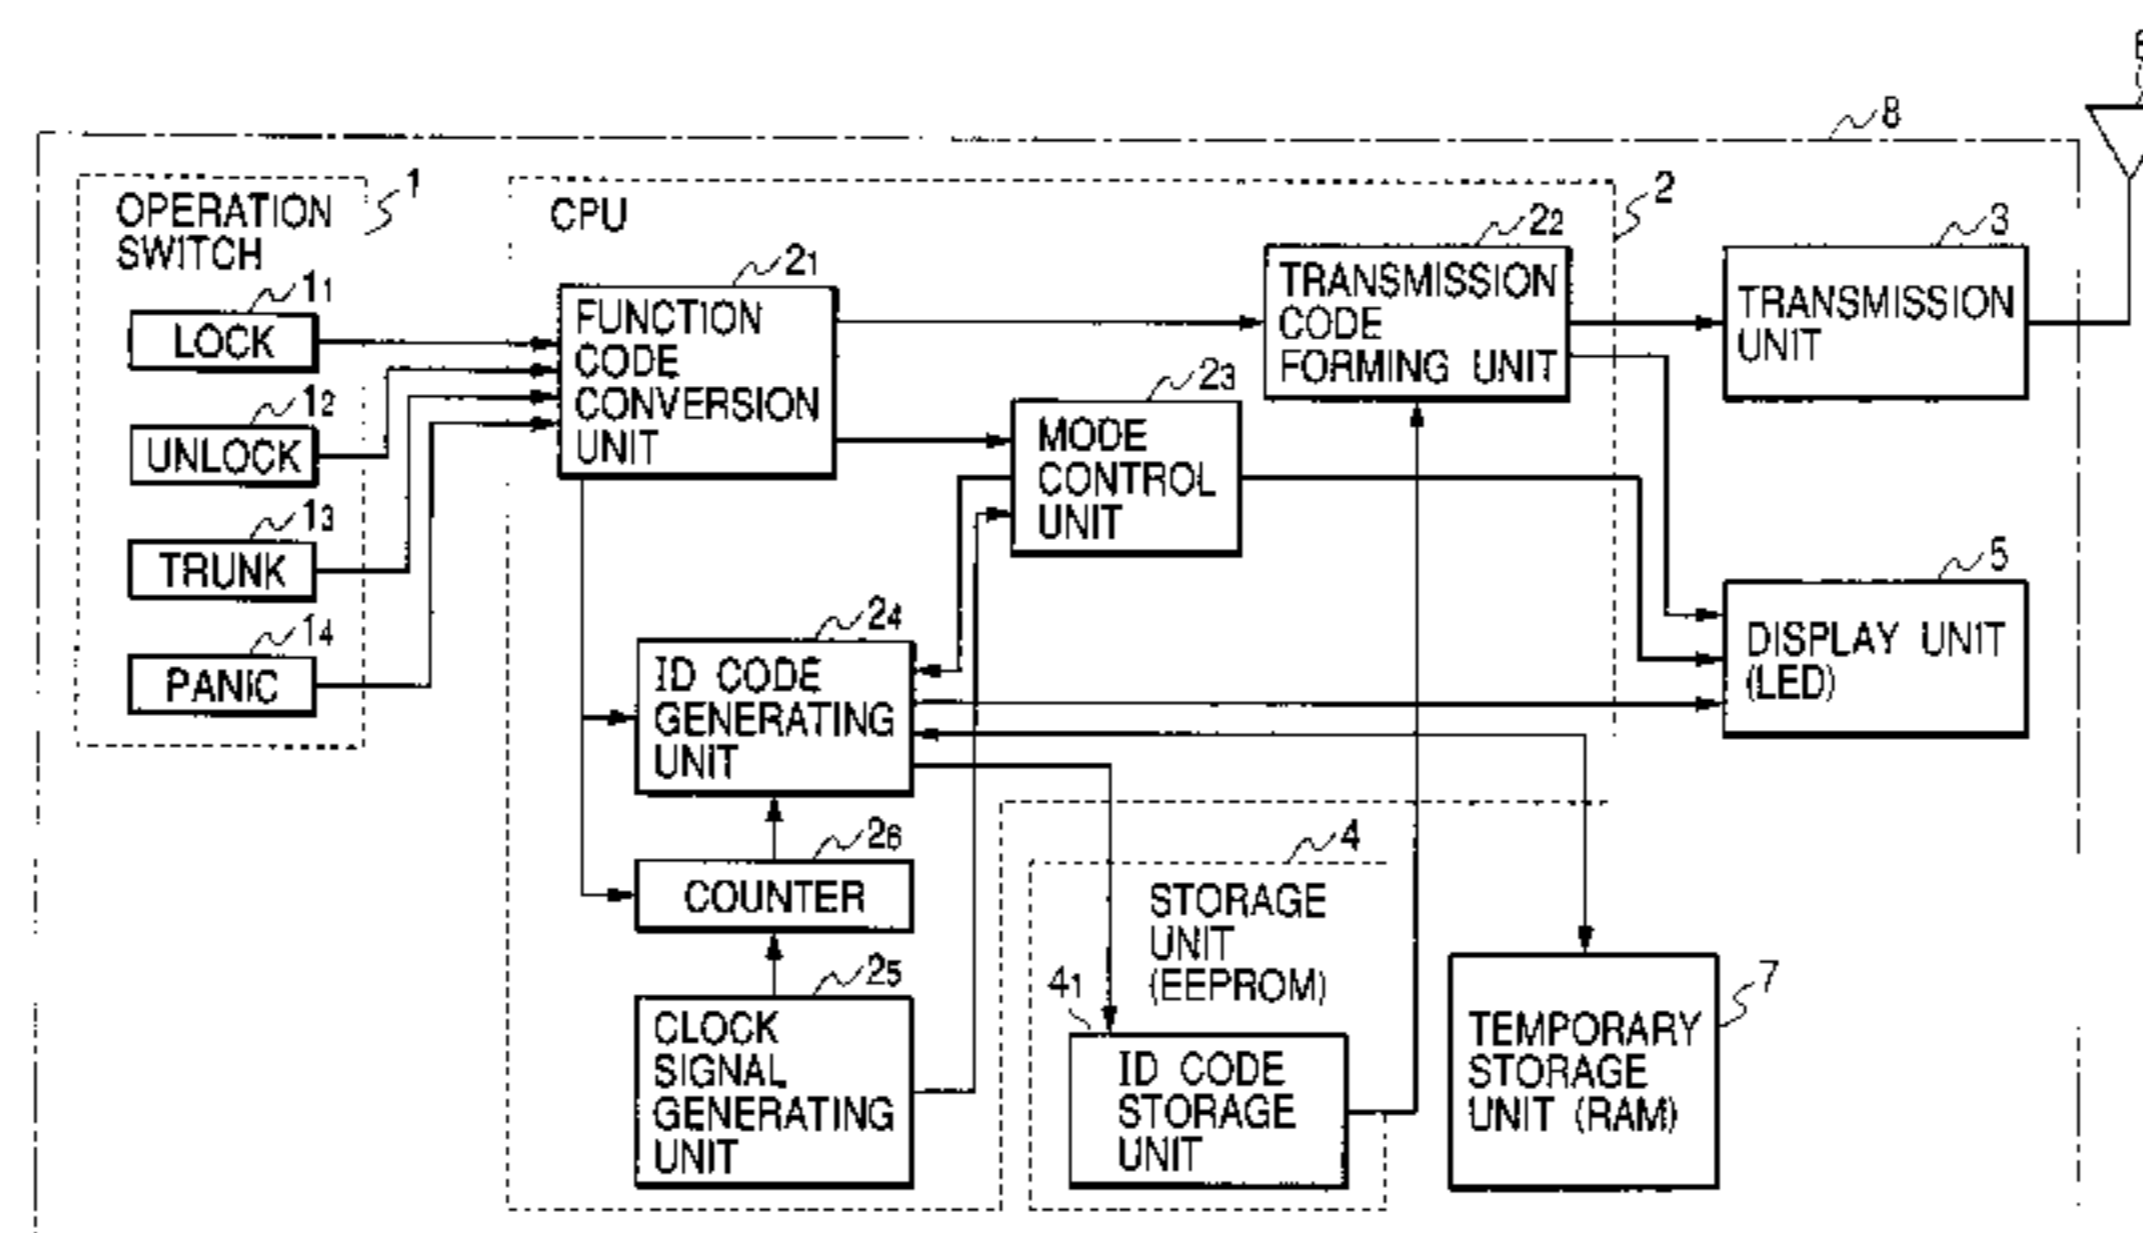 8
OPERATION
SWITCH
1
CPU
2
11
LOCK
12
UNLOCK
13
TRUNK
14
PANIC
21
FUNCTION
CODE
CONVERSION
UNIT
22
TRANSMISSION
CODE
FORMING UNIT
3
TRANSMISSION
UNIT
23
MODE
CONTROL
UNIT
5
DISPLAY UNIT
(LED)
24
ID CODE
GENERATING
UNIT
26
COUNTER
25
CLOCK
SIGNAL
GENERATING
UNIT
4
STORAGE
UNIT
(EEPROM)
41
ID CODE
STORAGE
UNIT
7
TEMPORARY
STORAGE
UNIT (RAM)